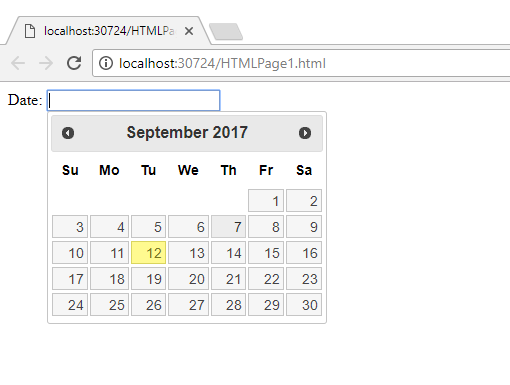 localhost:30724/HTMLPa
localhost:30724/HTMLPage1.html
Date:
September 2017
Su Mo Tu We Th Fr Sa
1 2
3 4 5 6 7 8 9
10 11 12 13 14 15 16
17 18 19 20 21 22 23
24 25 26 27 28 29 30